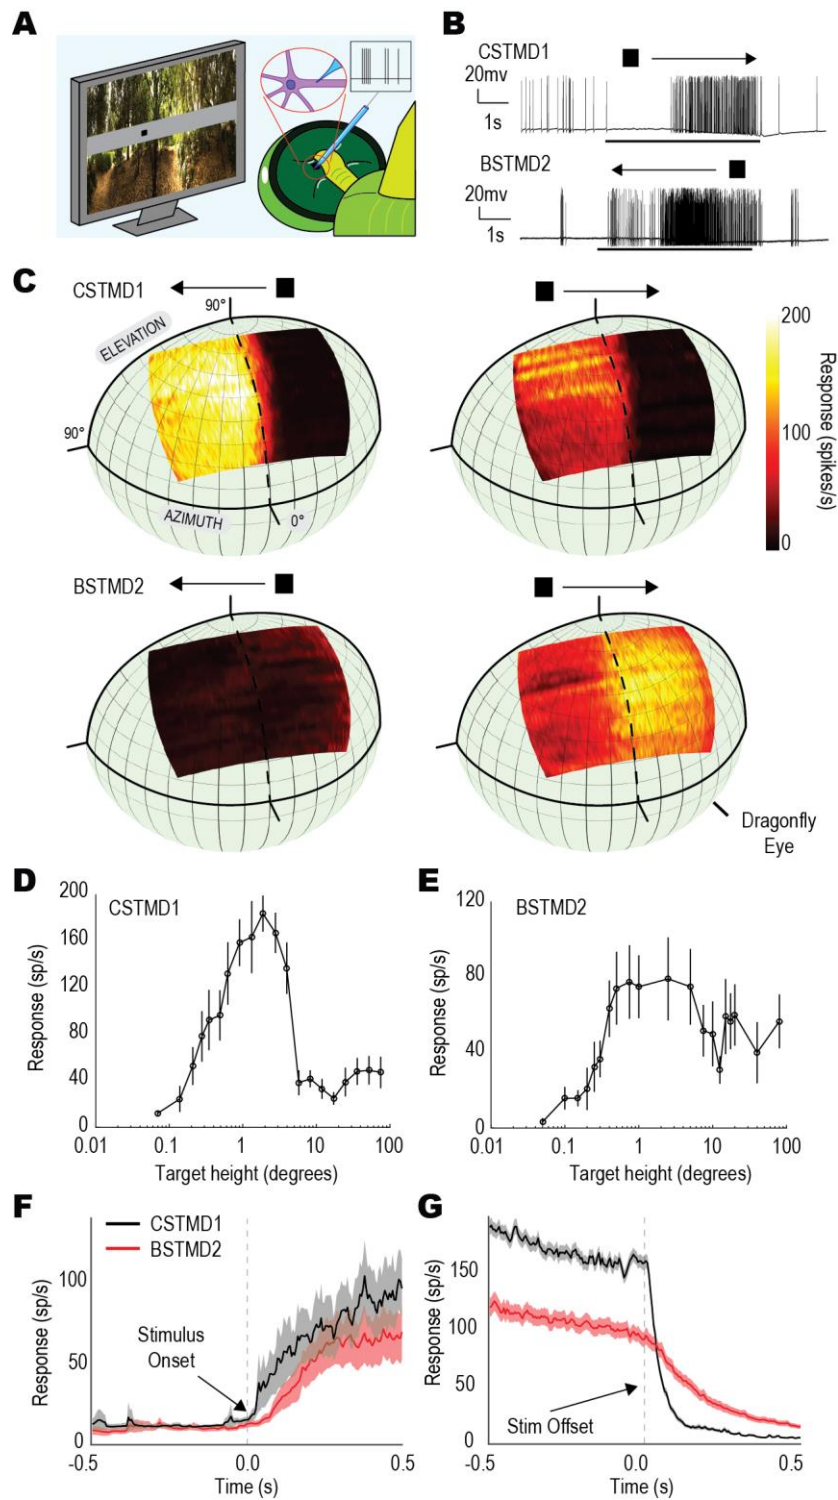 A
B
CSTMD1
20mv
1s
BSTMD2
20mv
1s
C
CSTMD1
90°
ELEVATION
90°
AZIMUTH
0°
200
100
0
Response (spikes/s)
BSTMD2
Dragonfly
Eye
D
CSTMD1
200
160
120
80
40
0
Response (sp/s)
0.01
0.1
1
10
100
Target height (degrees)
E
BSTMD2
120
80
40
0
Response (sp/s)
0.01
0.1
1
10
100
Target height (degrees)
F
CSTMD1
BSTMD2
100
50
0
Response (sp/s)
Stimulus
Onset
-0.5
0.0
0.5
Time (s)
G
150
100
50
0
Response (sp/s)
Stim Offset
-0.5
0.0
0.5
Time (s)